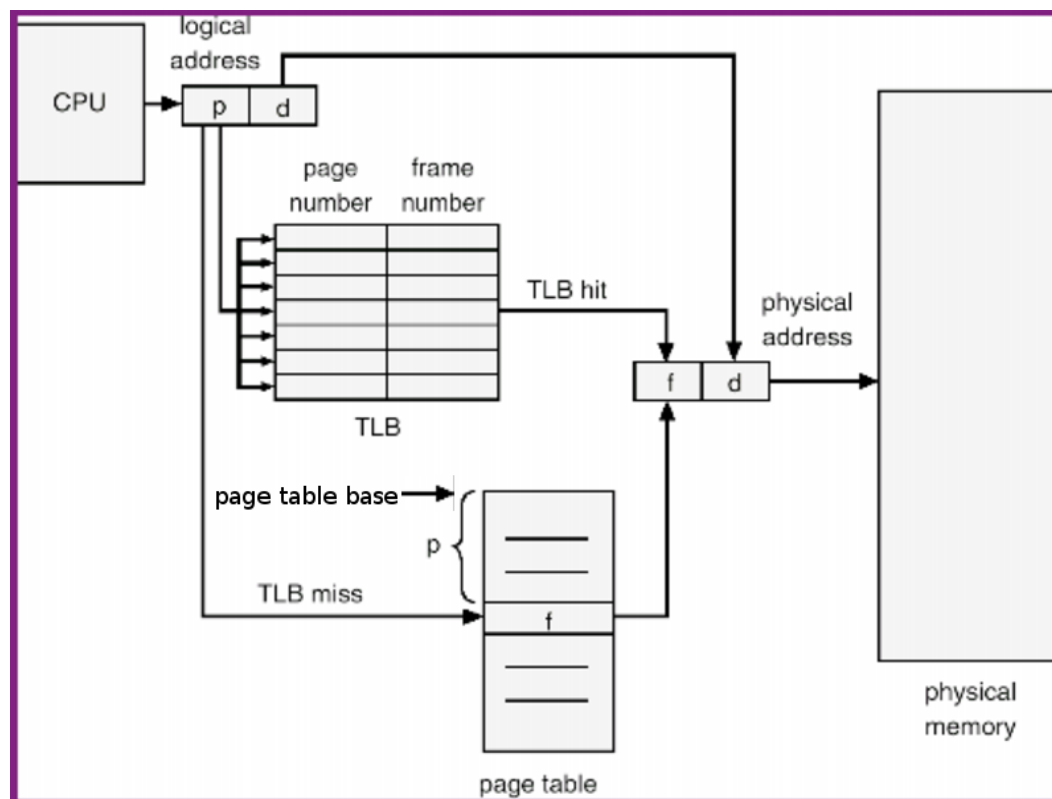 logical
address
CPU
p
d
page
number
frame
number
TLB hit
physical
address
f
d
TLB
page table base
p
TLB miss
f
physical
memory
page table